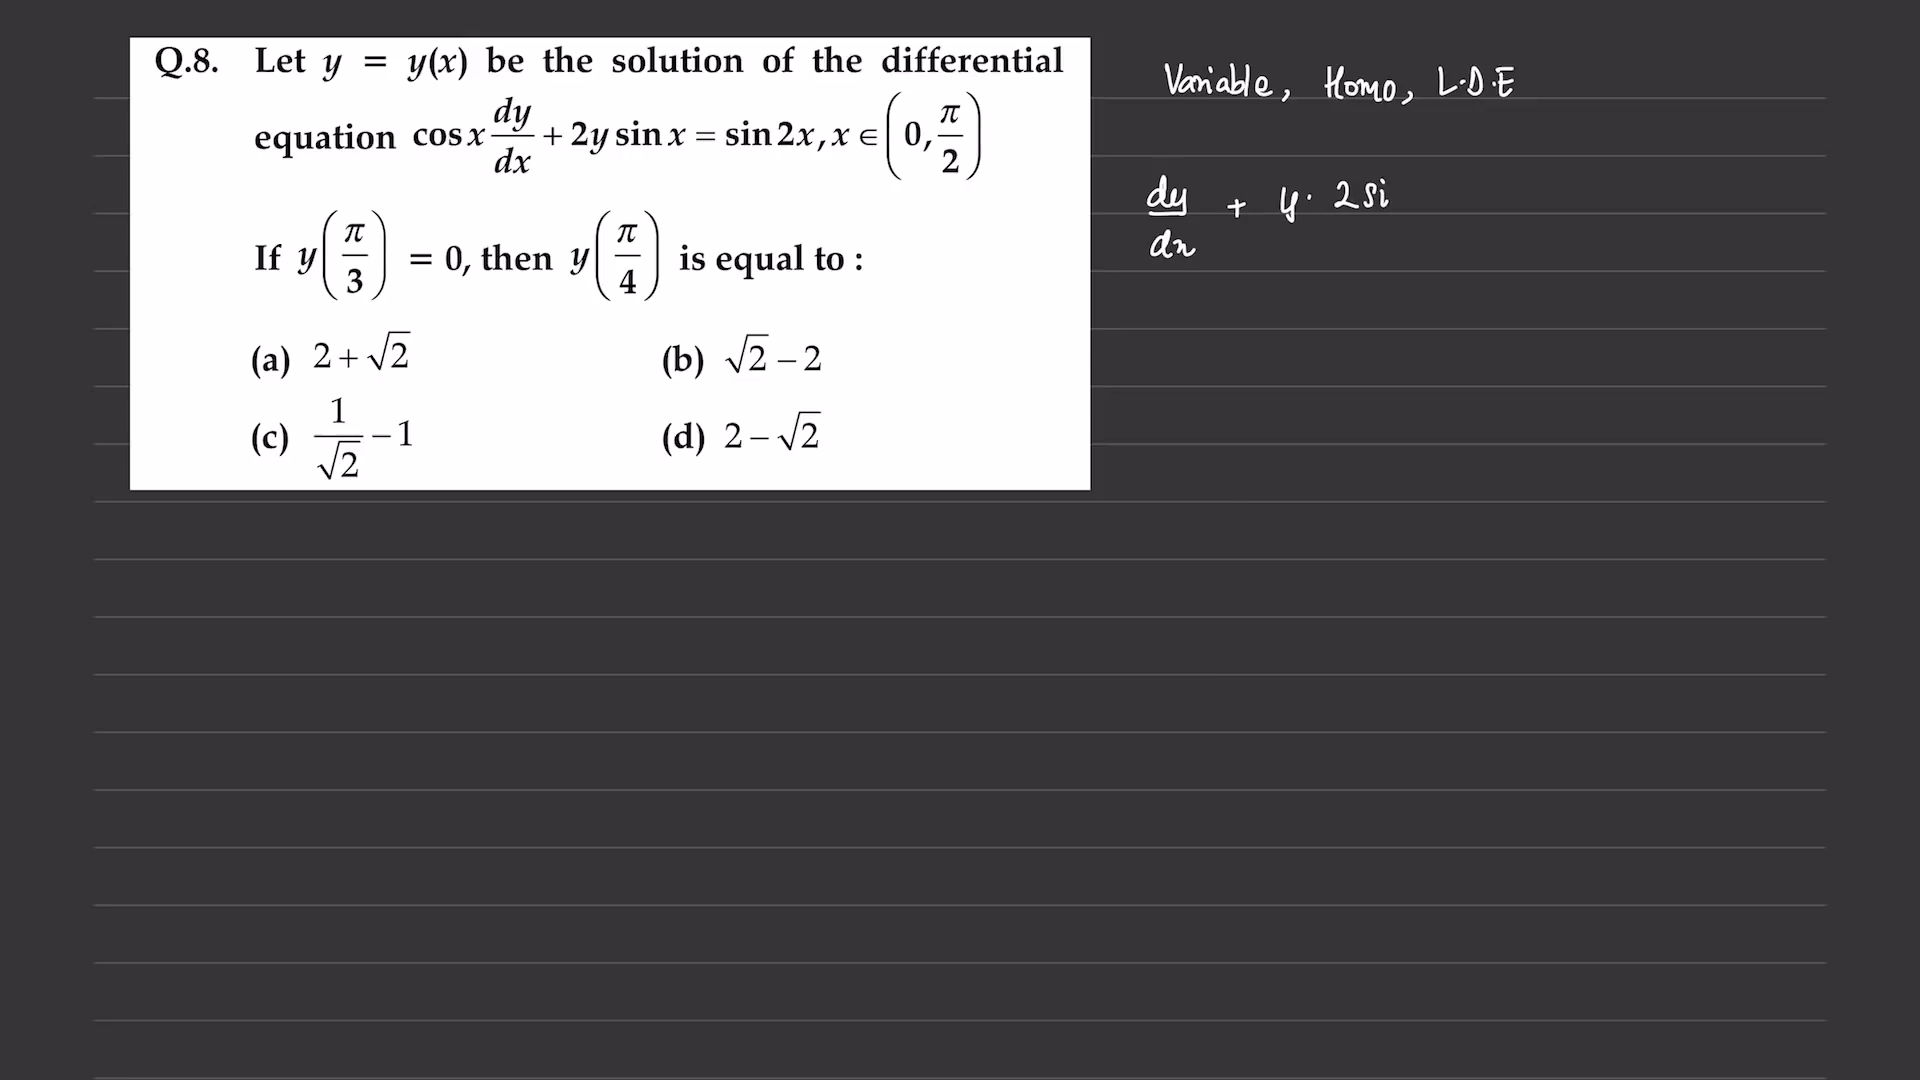 Q.8. Let y = y(x) be the solution of the differential
equation cos x dy/dx + 2y sin x = sin 2x, x ∈ (0, π/2)
If y(π/3) = 0, then y(π/4) is equal to :
(a) 2 + √2 (b) √2 − 2
(c) 1/√2 − 1 (d) 2 − √2
Variable, Homo, L.D.E
dy/dx + y. 2 Si